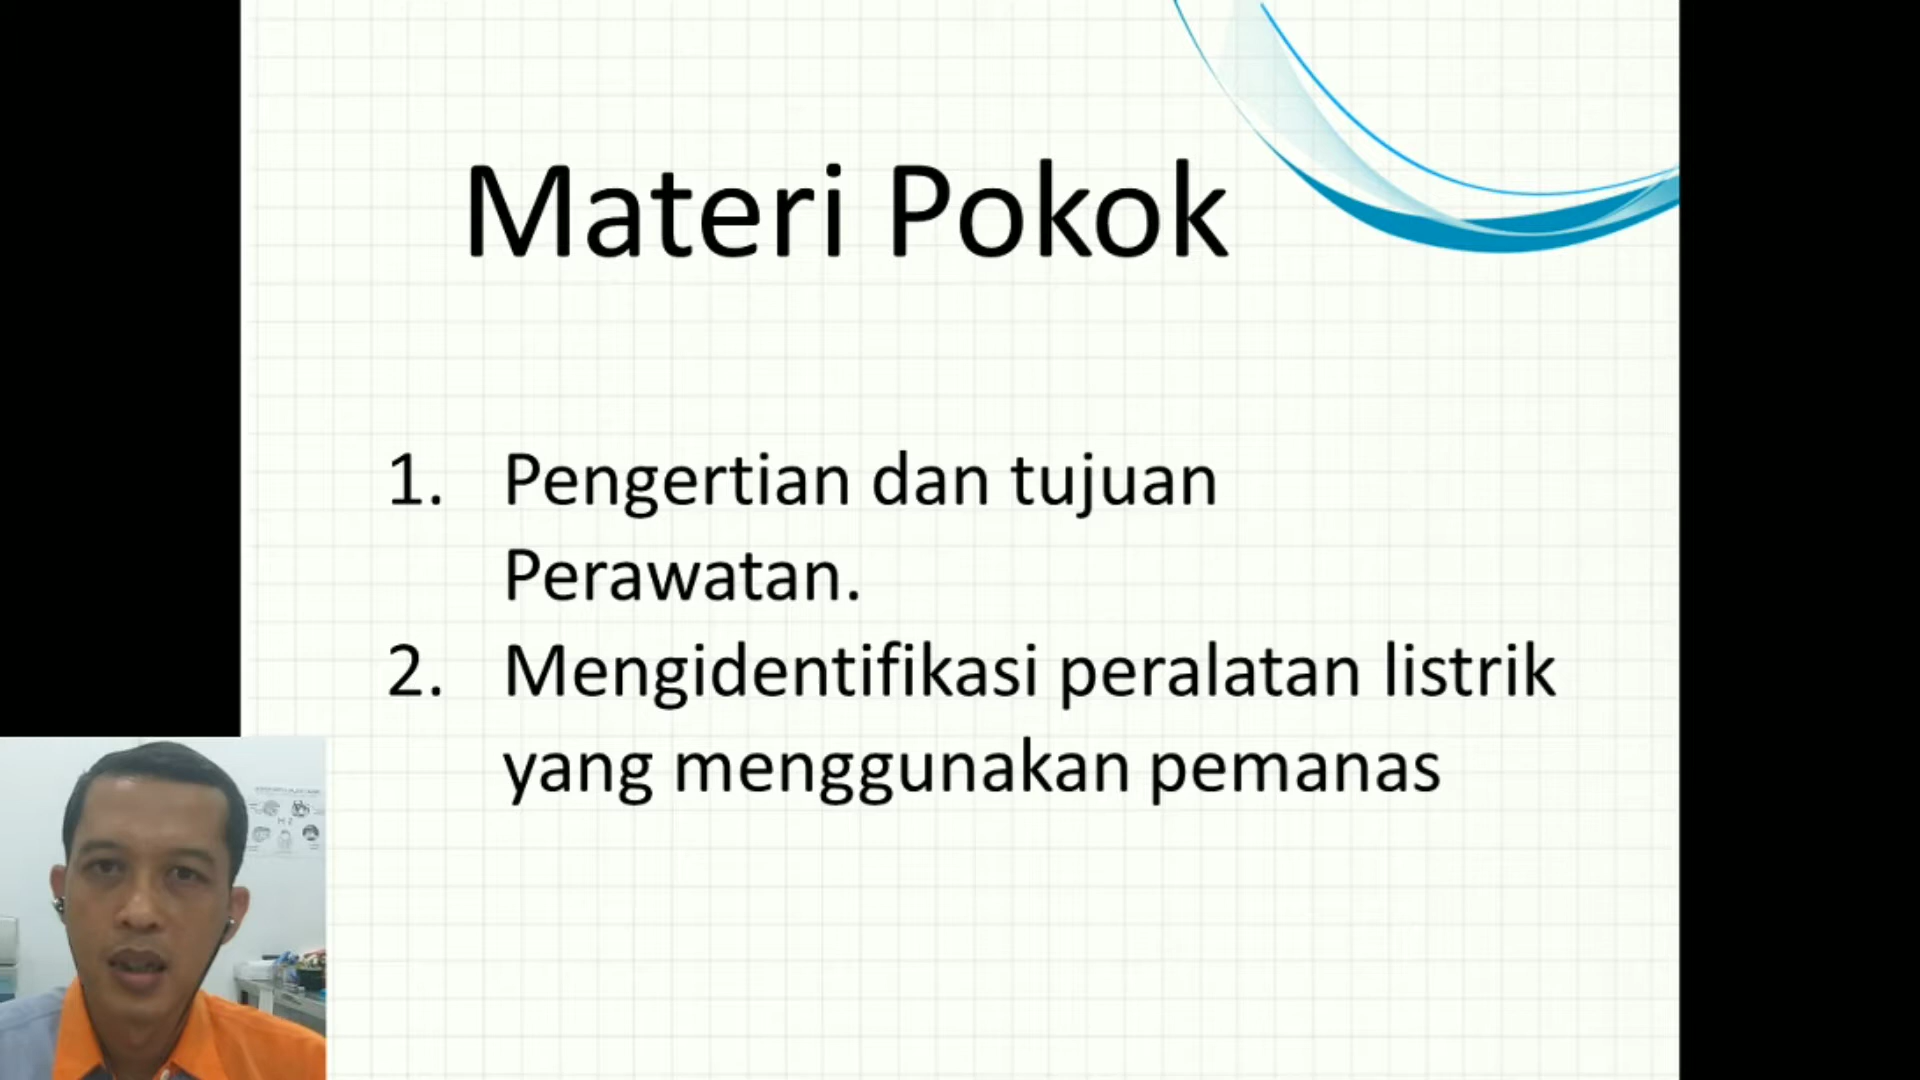 Materi Pokok
1. Pengertian dan tujuan
Perawatan.
2. Mengidentifikasi peralatan listrik
yang menggunakan pemanas